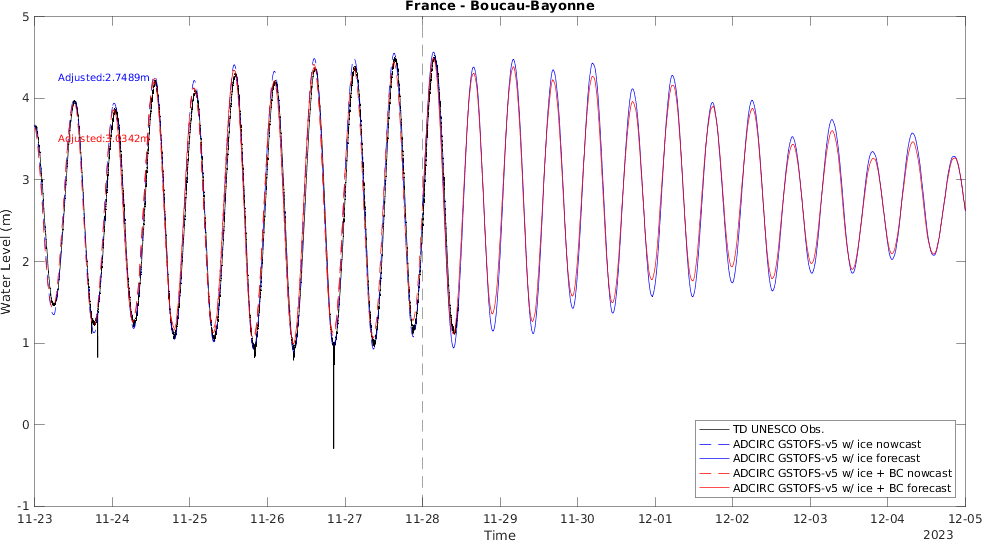 France - Boucau-Bayonne
5
4
3
2
1
0
-1
Water Level (m)
Adjusted:2.7489m
Adjusted:3.0342m
TD UNESCO Obs.
ADCIRC GSTOFS-v5 w/ ice nowcast
ADCIRC GSTOFS-v5 w/ ice forecast
ADCIRC GSTOFS-v5 w/ ice + BC nowcast
ADCIRC GSTOFS-v5 w/ ice + BC forecast
11-23 11-24 11-25 11-26 11-27 11-28 11-29 11-30 12-01 12-02 12-03 12-04 12-05
Time
2023